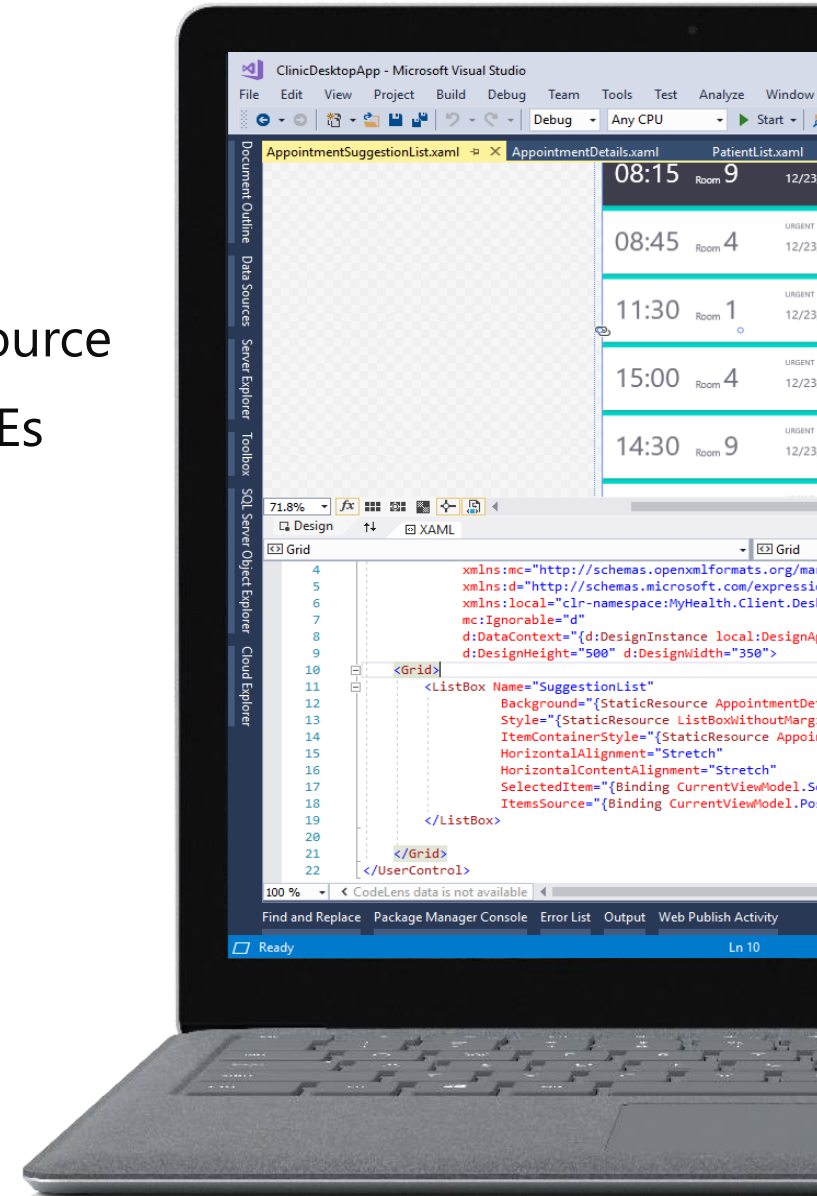 ource
Es
ClinicDesktopApp - Microsoft Visual Studio
File Edit View Project Build Debug Team Tools Test Analyze Window
Debug Any CPU Start
AppointmentSuggestionList.xaml AppointmentDetails.xaml PatientList.xaml
Document Outline
Data Sources
Server Explorer
Toolbox
SQL Server Object Explorer
Cloud Explorer
08:15 Room 9 12/23
URGENT
08:45 Room 4 12/23
URGENT
11:30 Room 1 12/23
URGENT
15:00 Room 4 12/23
URGENT
14:30 Room 9 12/23
71.8% fx
Design XAML
Grid Grid
4 xmlns:mc="http://schemas.openxmlformats.org/ma
5 xmlns:d="http://schemas.microsoft.com/expressi
6 xmlns:local="clr-namespace:MyHealth.Client.Des
7 mc:Ignorable="d"
8 d:DataContext="{d:DesignInstance local:DesignA
9 d:DesignHeight="500" d:DesignWidth="350">
10 <Grid>
11 <ListBox Name="SuggestionList"
12 Background="{StaticResource AppointmentDe
13 Style="{StaticResource ListBoxWithoutMarg
14 ItemContainerStyle="{StaticResource Appoi
15 HorizontalAlignment="Stretch"
16 HorizontalContentAlignment="Stretch"
17 SelectedItem="{Binding CurrentViewModel.S
18 ItemsSource="{Binding CurrentViewModel.Po
19 </ListBox>
20
21 </Grid>
22 </UserControl>
100 % CodeLens data is not available
Find and Replace Package Manager Console Error List Output Web Publish Activity
Ready Ln 10